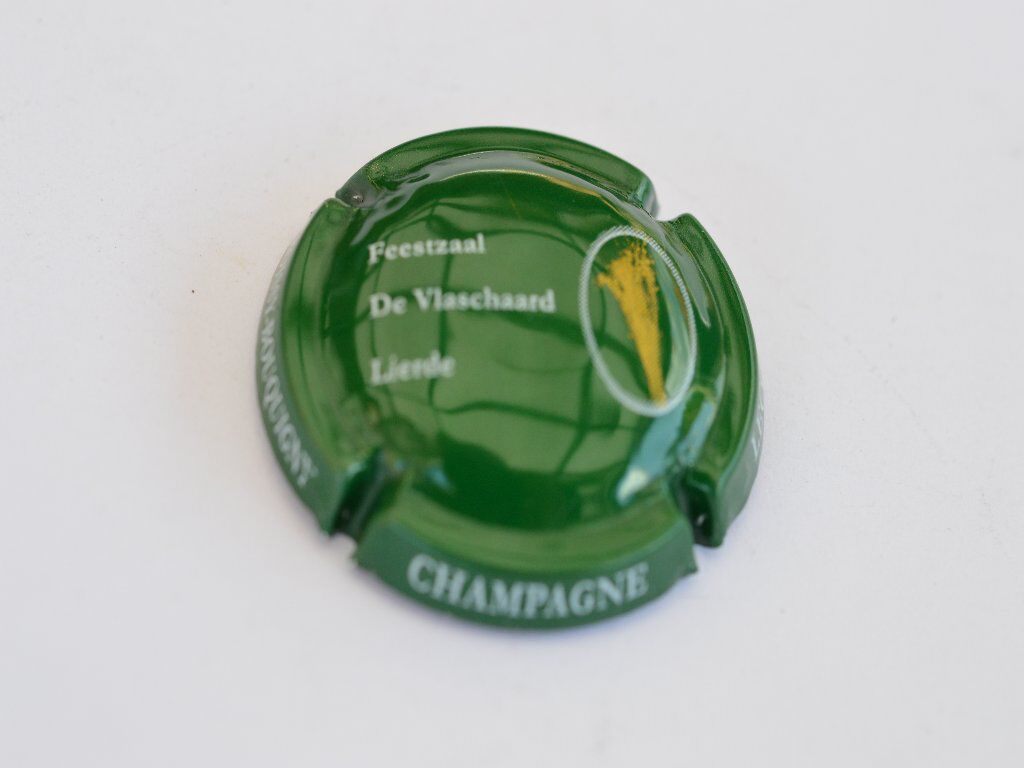 Feestzaal
De Vlaschaard
Lierde
CHAMPAGNE